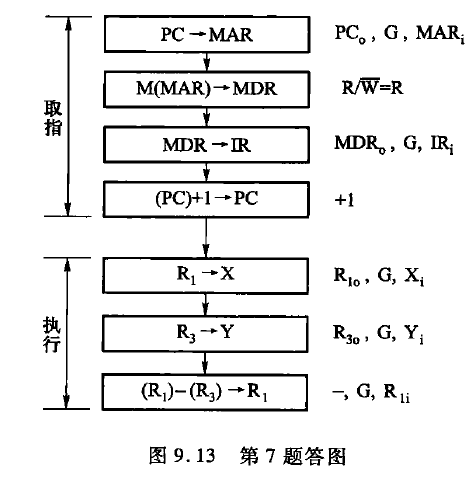 PC→MAR PCo, G, MARi
M(MAR)→MDR R/W̅=R
取指
MDR→IR MDRo, G, IRi
(PC)+1→PC +1
R1→X R1o, G, Xi
执行
R3→Y R3o, G, Yi
(R1)−(R3)→R1 −, G, R1i
图 9.13 第 7 题答图